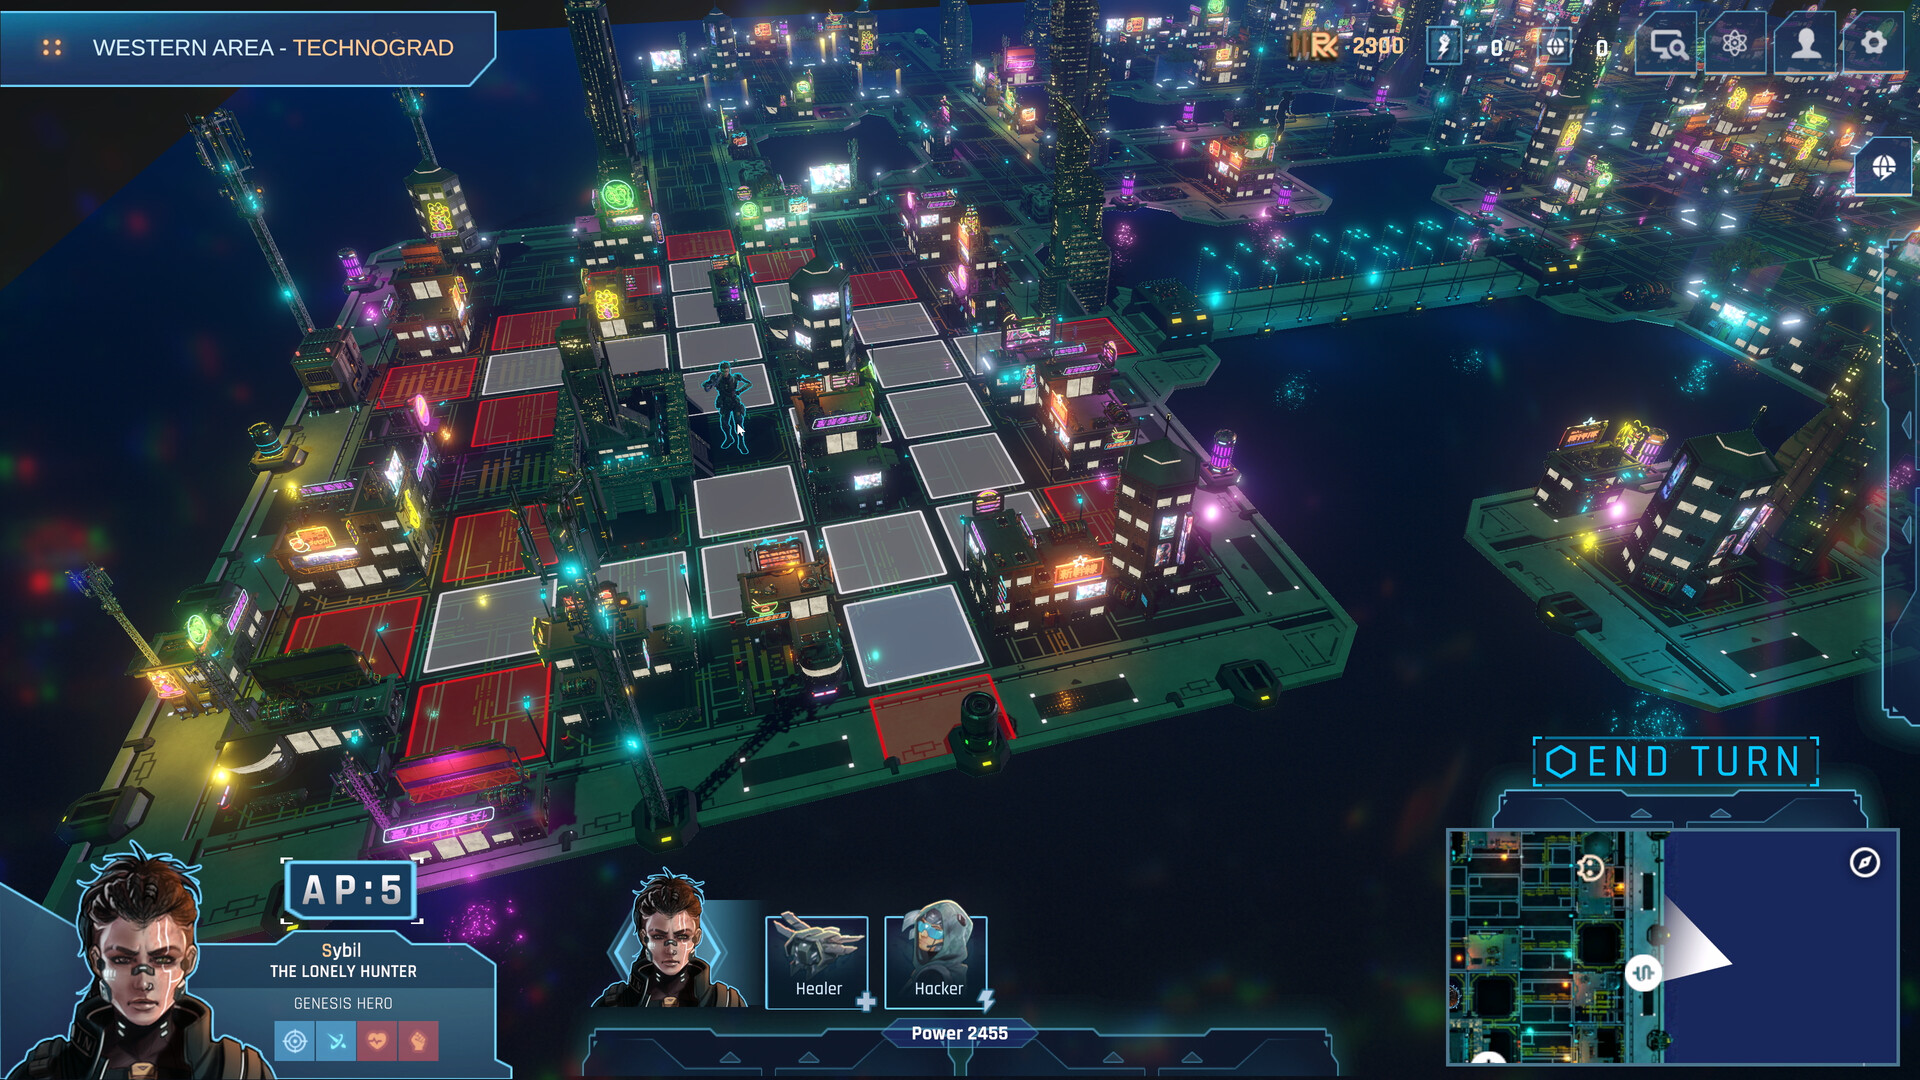 WESTERN AREA - TECHNOGRAD
2300
0
0
END TURN
AP:5
Sybil
THE LONELY HUNTER
GENESIS HERO
Healer
Hacker
Power 2455